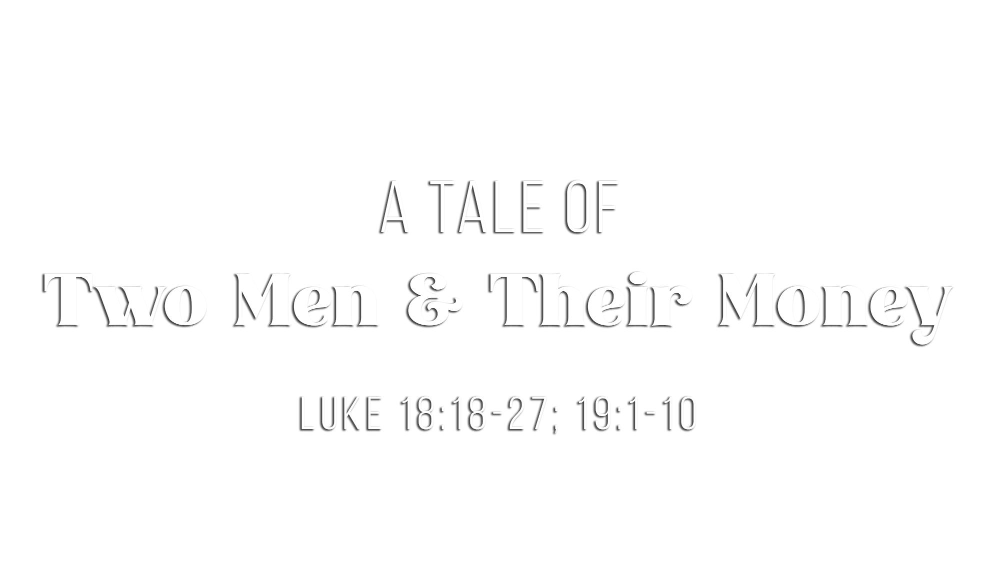 A TALE OF
Two Men & Their Money
LUKE 18:18-27; 19:1-10